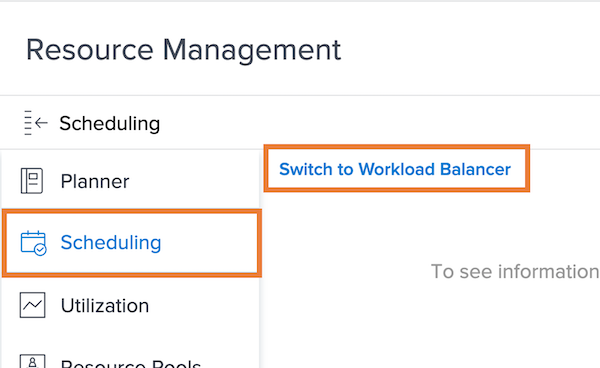 Resource Management
Scheduling
Planner
Switch to Workload Balancer
Scheduling
To see information
Utilization
Resource Pools